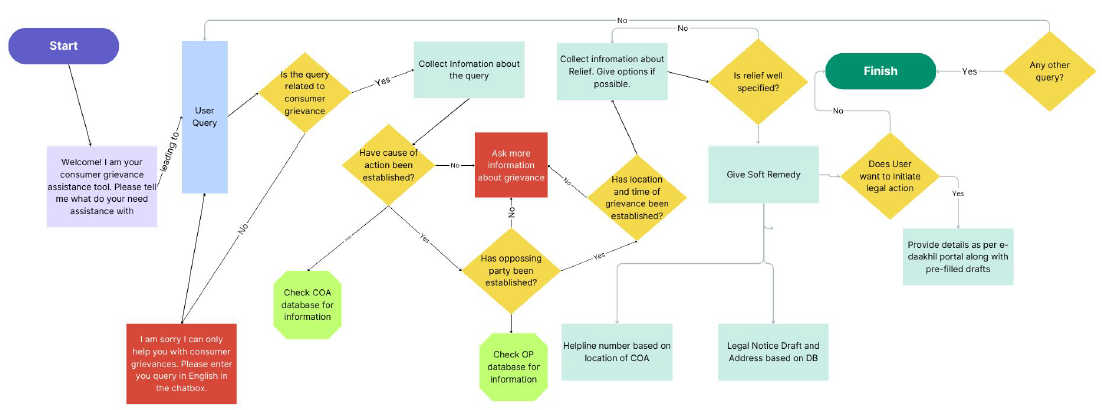 Start
Welcome! I am your
consumer grievance
assistance tool. Please tell
me what do your need
assistance with
leading to
User
Query
Is the query
related to
consumer
grievance
Yes
No
I am sorry I can only
help you with consumer
grievances. Please enter
you query in English in
the chatbox.
Collect Infomation about
the query
Have cause of
action been
established?
No
Yes
Check COA
database for
information
Ask more
information
about grievance
Has oppossing
party been
established?
No
Yes
Check OP
database for
information
Has location
and time of
grievance been
established?
No
Collect infromation about
Relief. Give options if
possible.
No
No
Is relief well
specified?
Give Soft Remedy
Helpline number based on
location of COA
Legal Notice Draft and
Address based on DB
Finish
Yes
Any other
query?
No
Does User
want to initiate
legal action
Yes
Provide details as per e-
daakhil portal along with
pre-filled drafts